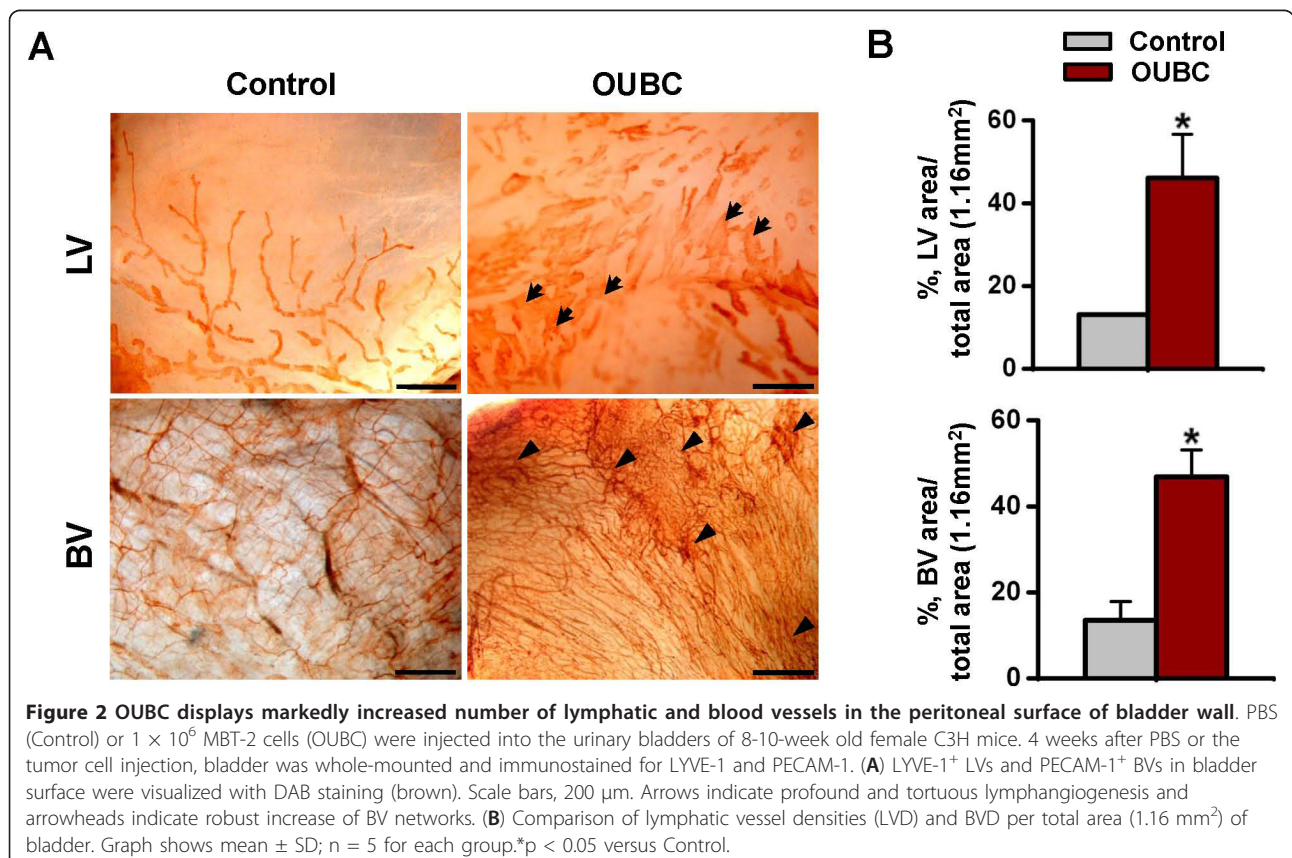 A
Control
OUBC
LV
BV
B
Control
OUBC
%, LV area/
total area (1.16mm²)
60
40
20
0
*
%, BV area/
total area (1.16mm²)
60
40
20
0
*
Figure 2 OUBC displays markedly increased number of lymphatic and blood vessels in the peritoneal surface of bladder wall. PBS
(Control) or 1 × 10⁶ MBT-2 cells (OUBC) were injected into the urinary bladders of 8-10-week old female C3H mice. 4 weeks after PBS or the
tumor cell injection, bladder was whole-mounted and immunostained for LYVE-1 and PECAM-1. (A) LYVE-1⁺ LVs and PECAM-1⁺ BVs in bladder
surface were visualized with DAB staining (brown). Scale bars, 200 μm. Arrows indicate profound and tortuous lymphangiogenesis and
arrowheads indicate robust increase of BV networks. (B) Comparison of lymphatic vessel densities (LVD) and BVD per total area (1.16 mm²) of
bladder. Graph shows mean ± SD; n = 5 for each group.*p < 0.05 versus Control.